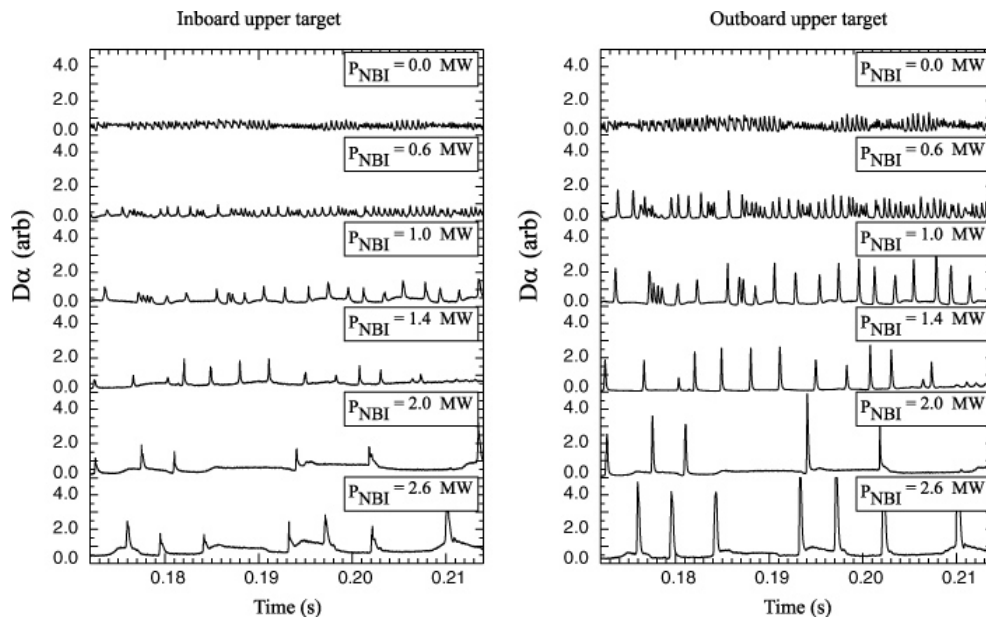 Inboard upper target
4.0
2.0
0.0
P_NBI = 0.0 MW
4.0
2.0
0.0
P_NBI = 0.6 MW
4.0
2.0
0.0
P_NBI = 1.0 MW
4.0
2.0
0.0
P_NBI = 1.4 MW
4.0
2.0
0.0
P_NBI = 2.0 MW
4.0
2.0
0.0
P_NBI = 2.6 MW
Dα (arb)
0.18 0.19 0.20 0.21
Time (s)
Outboard upper target
4.0
2.0
0.0
P_NBI = 0.0 MW
4.0
2.0
0.0
P_NBI = 0.6 MW
4.0
2.0
0.0
P_NBI = 1.0 MW
4.0
2.0
0.0
P_NBI = 1.4 MW
4.0
2.0
0.0
P_NBI = 2.0 MW
4.0
2.0
0.0
P_NBI = 2.6 MW
Dα (arb)
0.18 0.19 0.20 0.21
Time (s)